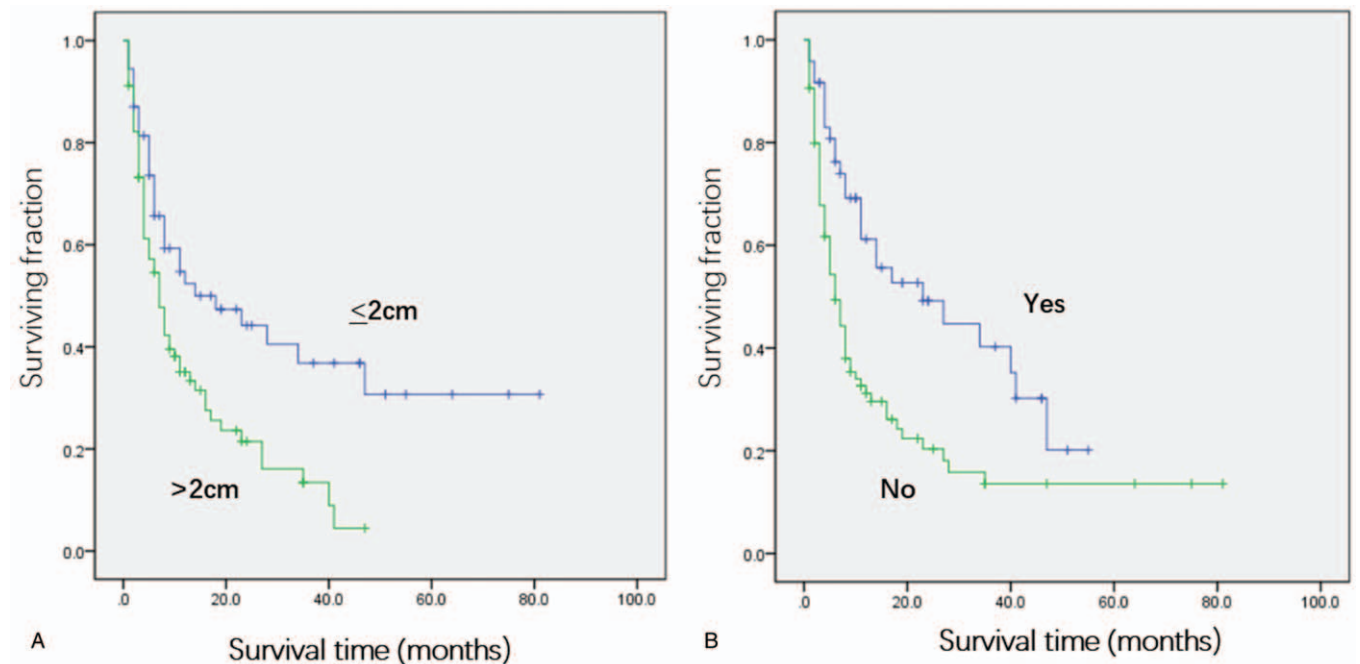 Surviving fraction
1.0
0.8
0.6
0.4
0.2
0.0
≤2cm
>2cm
.0 20.0 40.0 60.0 80.0 100.0
A
Survival time (months)
Surviving fraction
1.0
0.8
0.6
0.4
0.2
0.0
Yes
No
.0 20.0 40.0 60.0 80.0 100.0
B
Survival time (months)